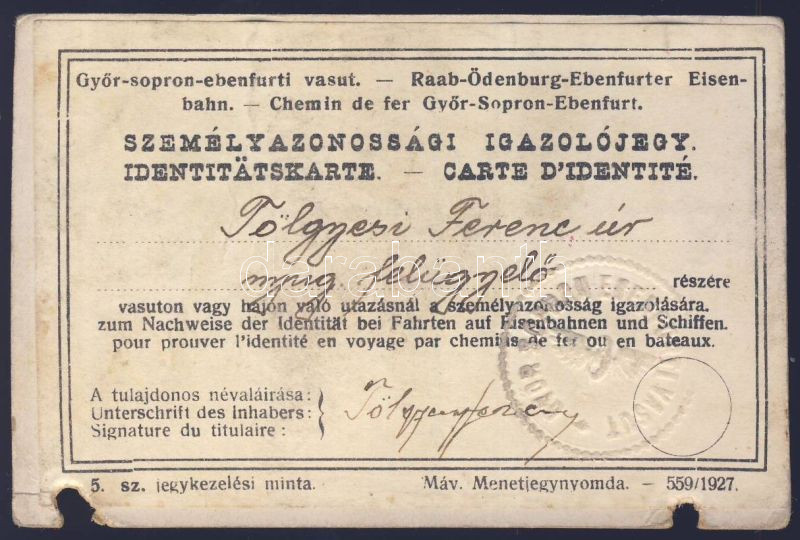 Győr-sopron-ebenfurti vasut. — Raab-Ödenburg-Ebenfurter Eisen-
bahn. — Chemin de fer Győr-Sopron-Ebenfurt.
SZEMÉLYAZONOSSÁGI IGAZOLÓJEGY.
IDENTITÄTSKARTE. — CARTE D'IDENTITÉ.
Tölgyesi Ferenc úr
nyug. felügyelő részére
vasuton vagy hajón való utazásnál a személyazonosság igazolására.
zum Nachweise der Identität bei Fahrten auf Eisenbahnen und Schiffen.
pour prouver l'identité en voyage par chemins de fer ou en bateaux.
A tulajdonos névaláirása:
Unterschrift des Inhabers:
Signature du titulaire:
5. sz. jegykezelési minta. Máv. Menetjegynyomda. — 559/1927.
darabanth